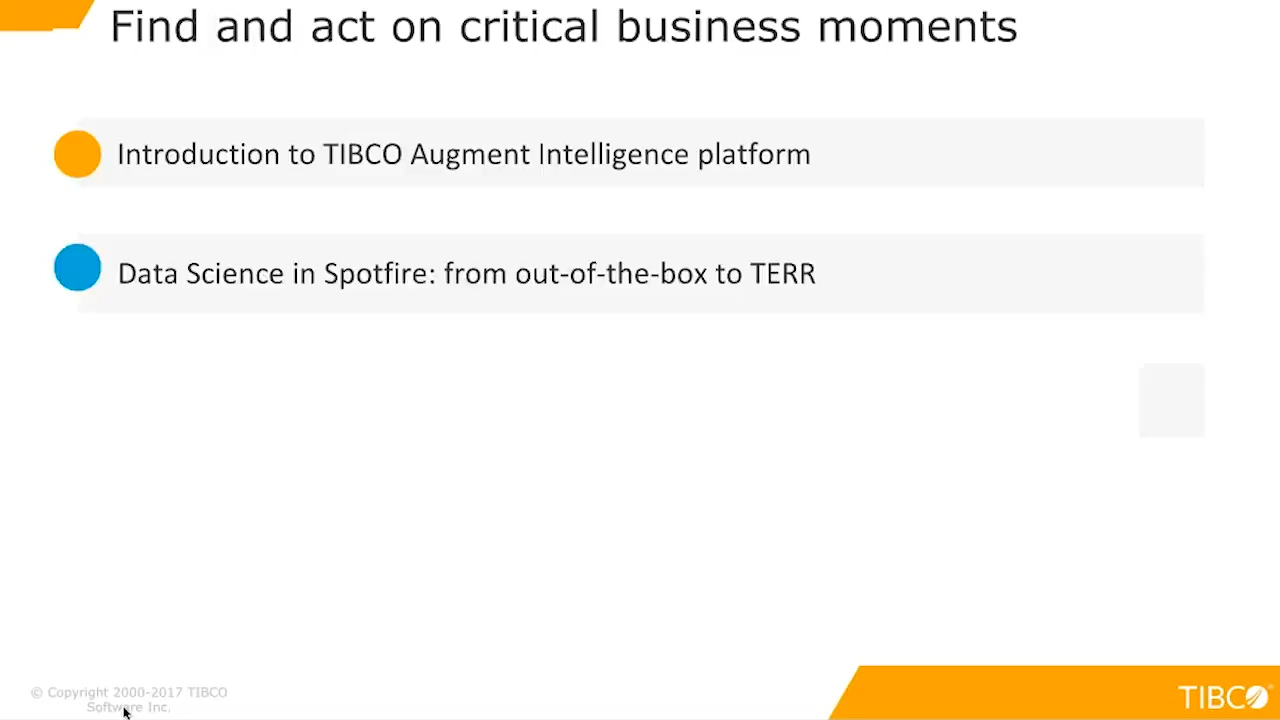 Find and act on critical business moments
Introduction to TIBCO Augment Intelligence platform
Data Science in Spotfire: from out-of-the-box to TERR
© Copyright 2000-2017 TIBCO
Software Inc.
TIBCO®